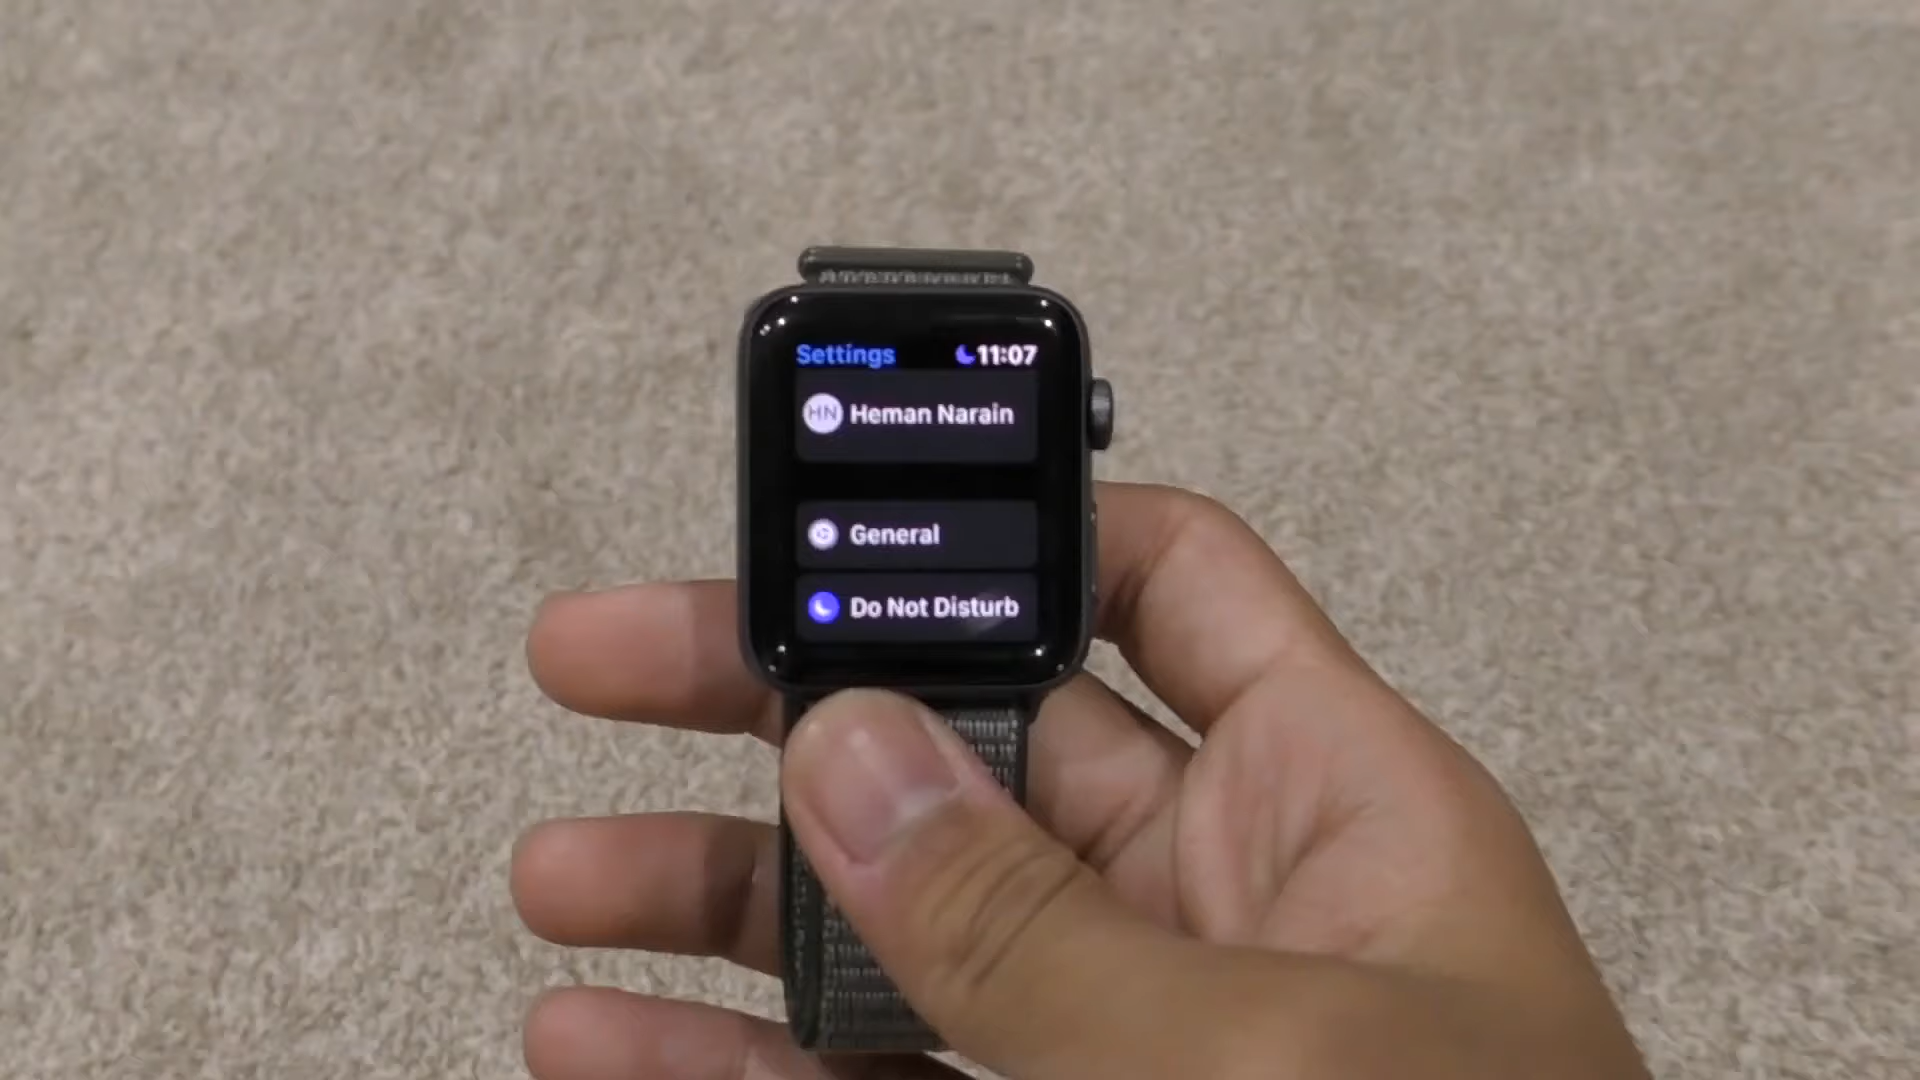 Settings 11:07
HN Heman Narain
General
Do Not Disturb